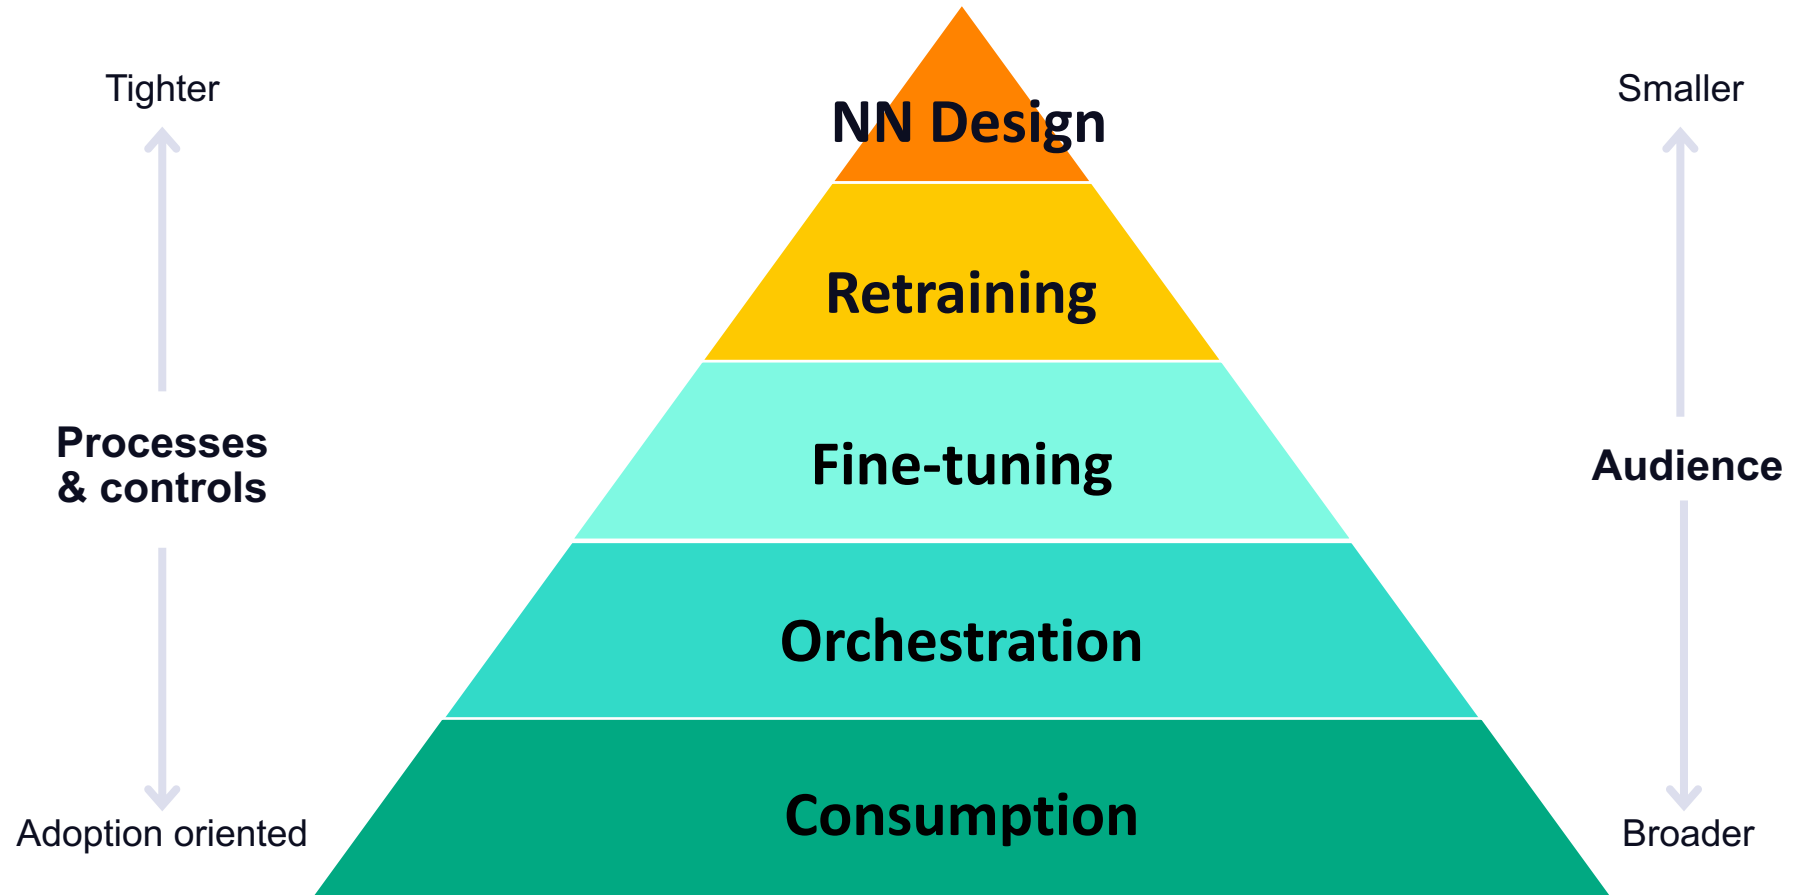 Tighter
Smaller
NN Design
Retraining
Processes
& controls
Fine-tuning
Audience
Orchestration
Consumption
Adoption oriented
Broader